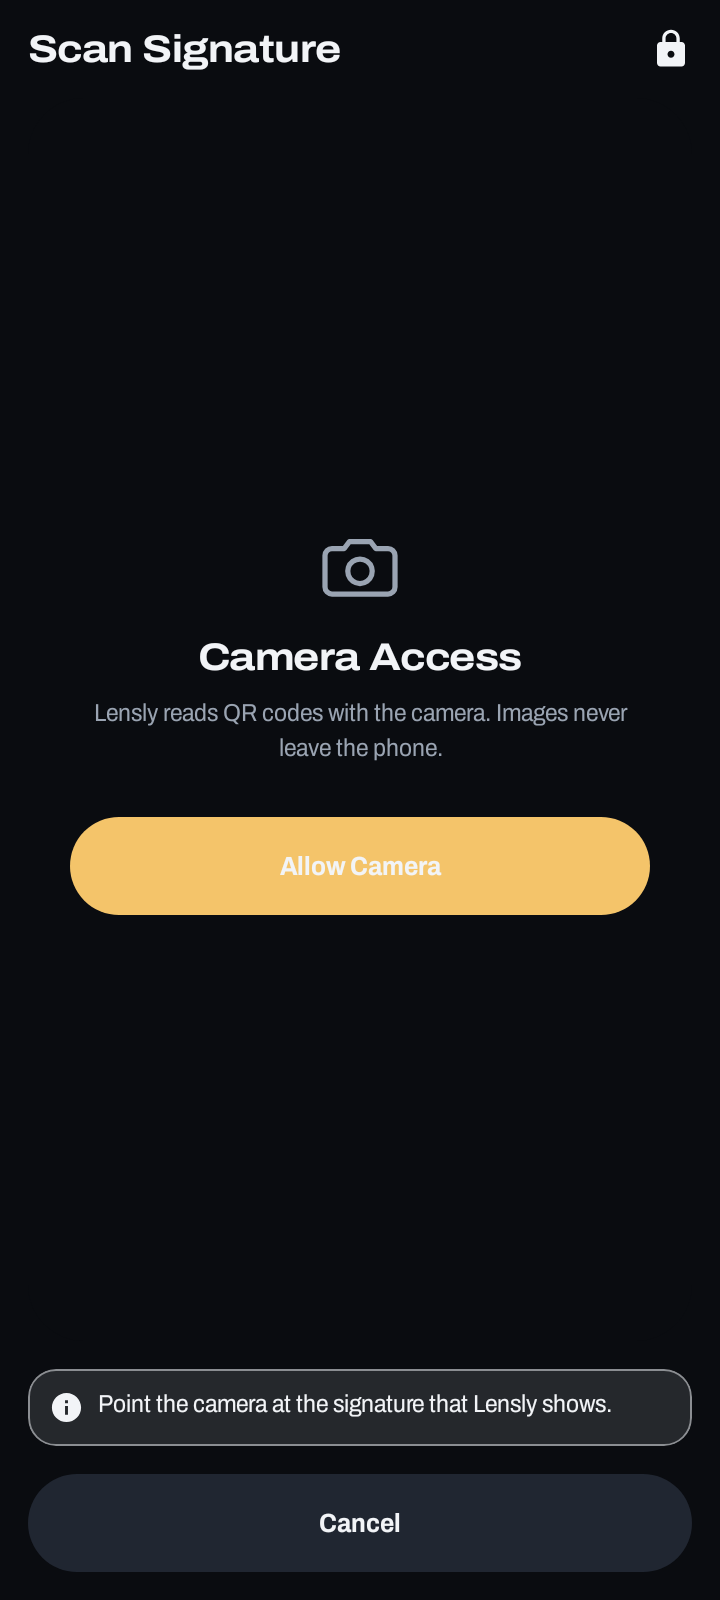 Scan Signature
Camera Access
Lensly reads QR codes with the camera. Images never
leave the phone.
Allow Camera
Point the camera at the signature that Lensly shows.
Cancel